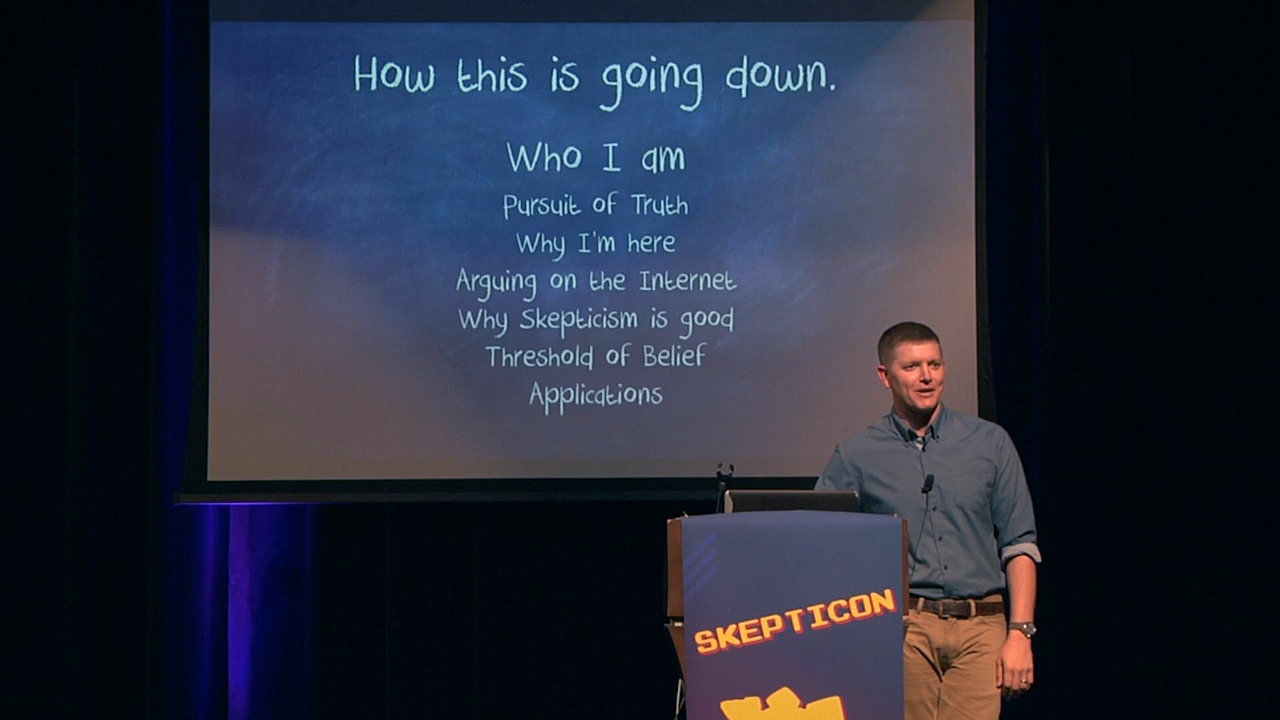 How this is going down.
Who I am
Pursuit of Truth
Why I'm here
Arguing on the Internet
Why Skepticism is good
Threshold of Belief
Applications
SKEPTICON